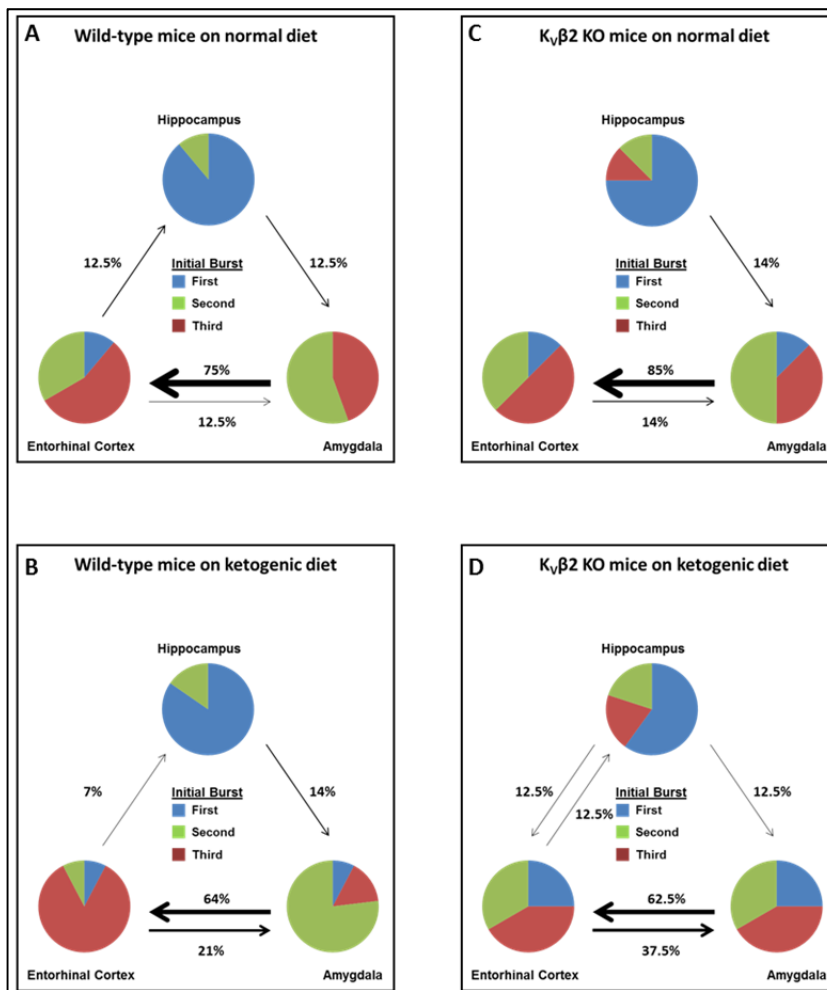 A
Wild-type mice on normal diet
Hippocampus
12.5%
12.5%
Initial Burst
First
Second
Third
75%
12.5%
Entorhinal Cortex
Amygdala
C
Kᵥβ2 KO mice on normal diet
Hippocampus
14%
Initial Burst
First
Second
Third
85%
14%
Entorhinal Cortex
Amygdala
B
Wild-type mice on ketogenic diet
Hippocampus
7%
14%
Initial Burst
First
Second
Third
64%
21%
Entorhinal Cortex
Amygdala
D
Kᵥβ2 KO mice on ketogenic diet
Hippocampus
12.5%
12.5%
12.5%
Initial Burst
First
Second
Third
62.5%
37.5%
Entorhinal Cortex
Amygdala